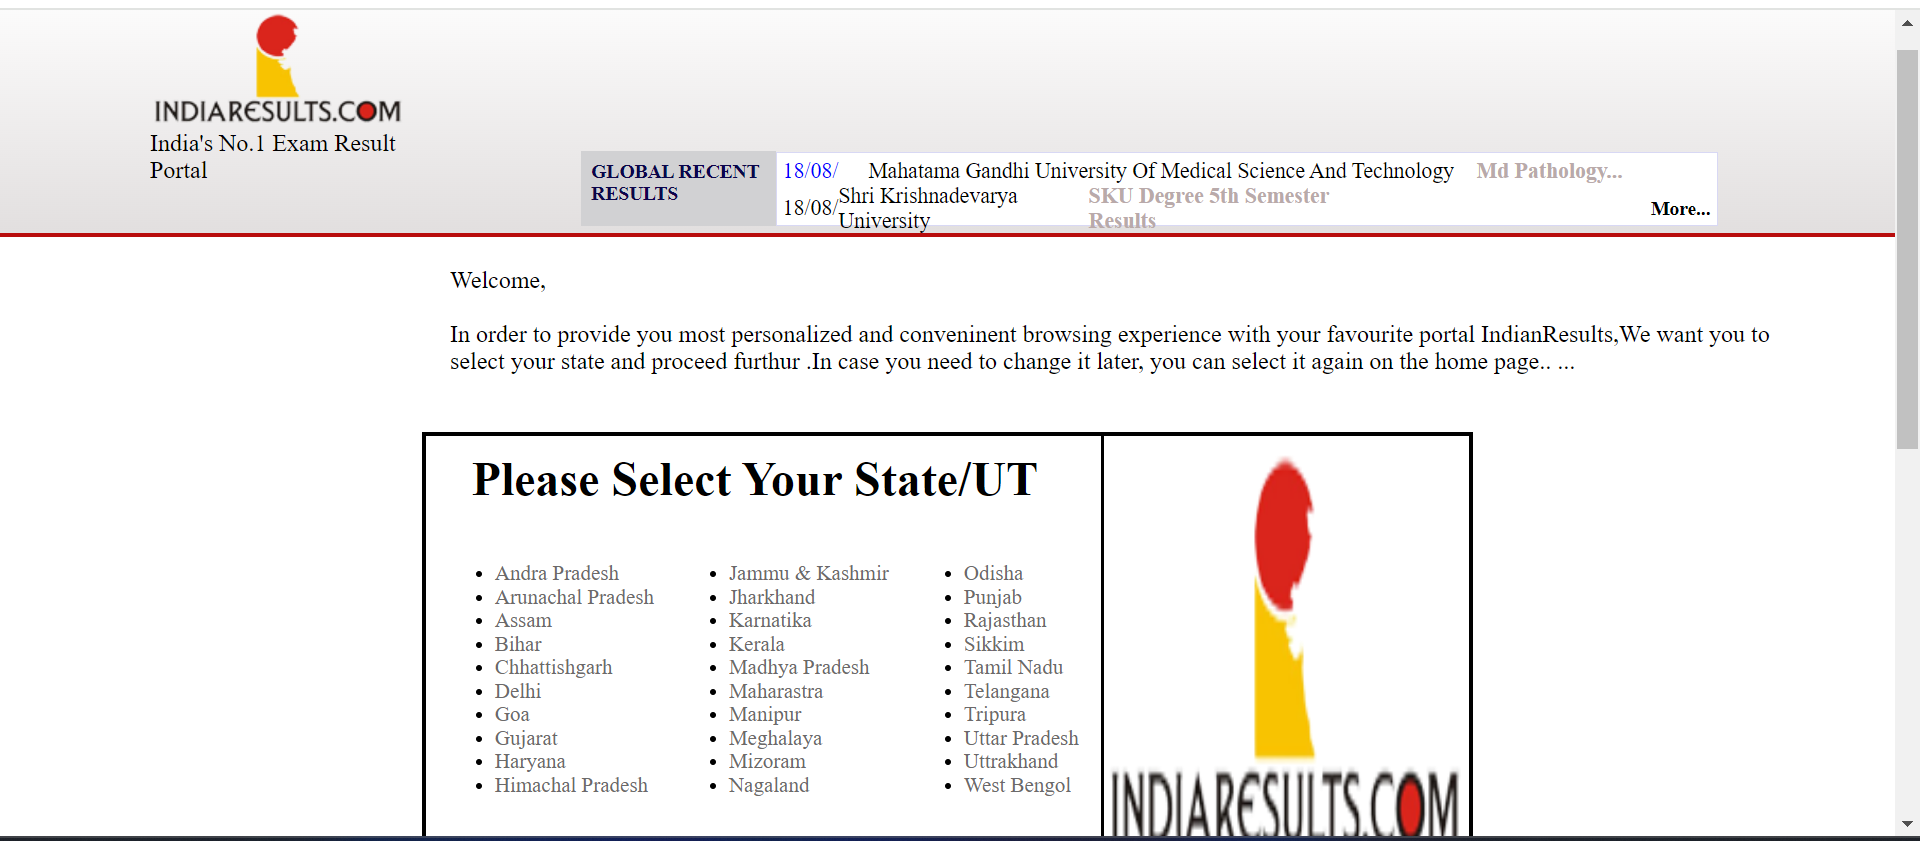 INDIARESULTS.COM
India's No.1 Exam Result
Portal
GLOBAL RECENT
RESULTS
18/08/ Mahatama Gandhi University Of Medical Science And Technology Md Pathology...
18/08/ Shri Krishnadevarya
University
SKU Degree 5th Semester
Results
More...
Welcome,
In order to provide you most personalized and conveninent browsing experience with your favourite portal IndianResults,We want you to
select your state and proceed furthur .In case you need to change it later, you can select it again on the home page.. ...
Please Select Your State/UT
Andra Pradesh
Arunachal Pradesh
Assam
Bihar
Chhattishgarh
Delhi
Goa
Gujarat
Haryana
Himachal Pradesh
Jammu & Kashmir
Jharkhand
Karnatika
Kerala
Madhya Pradesh
Maharastra
Manipur
Meghalaya
Mizoram
Nagaland
Odisha
Punjab
Rajasthan
Sikkim
Tamil Nadu
Telangana
Tripura
Uttar Pradesh
Uttrakhand
West Bengol
INDIARESULTS.COM